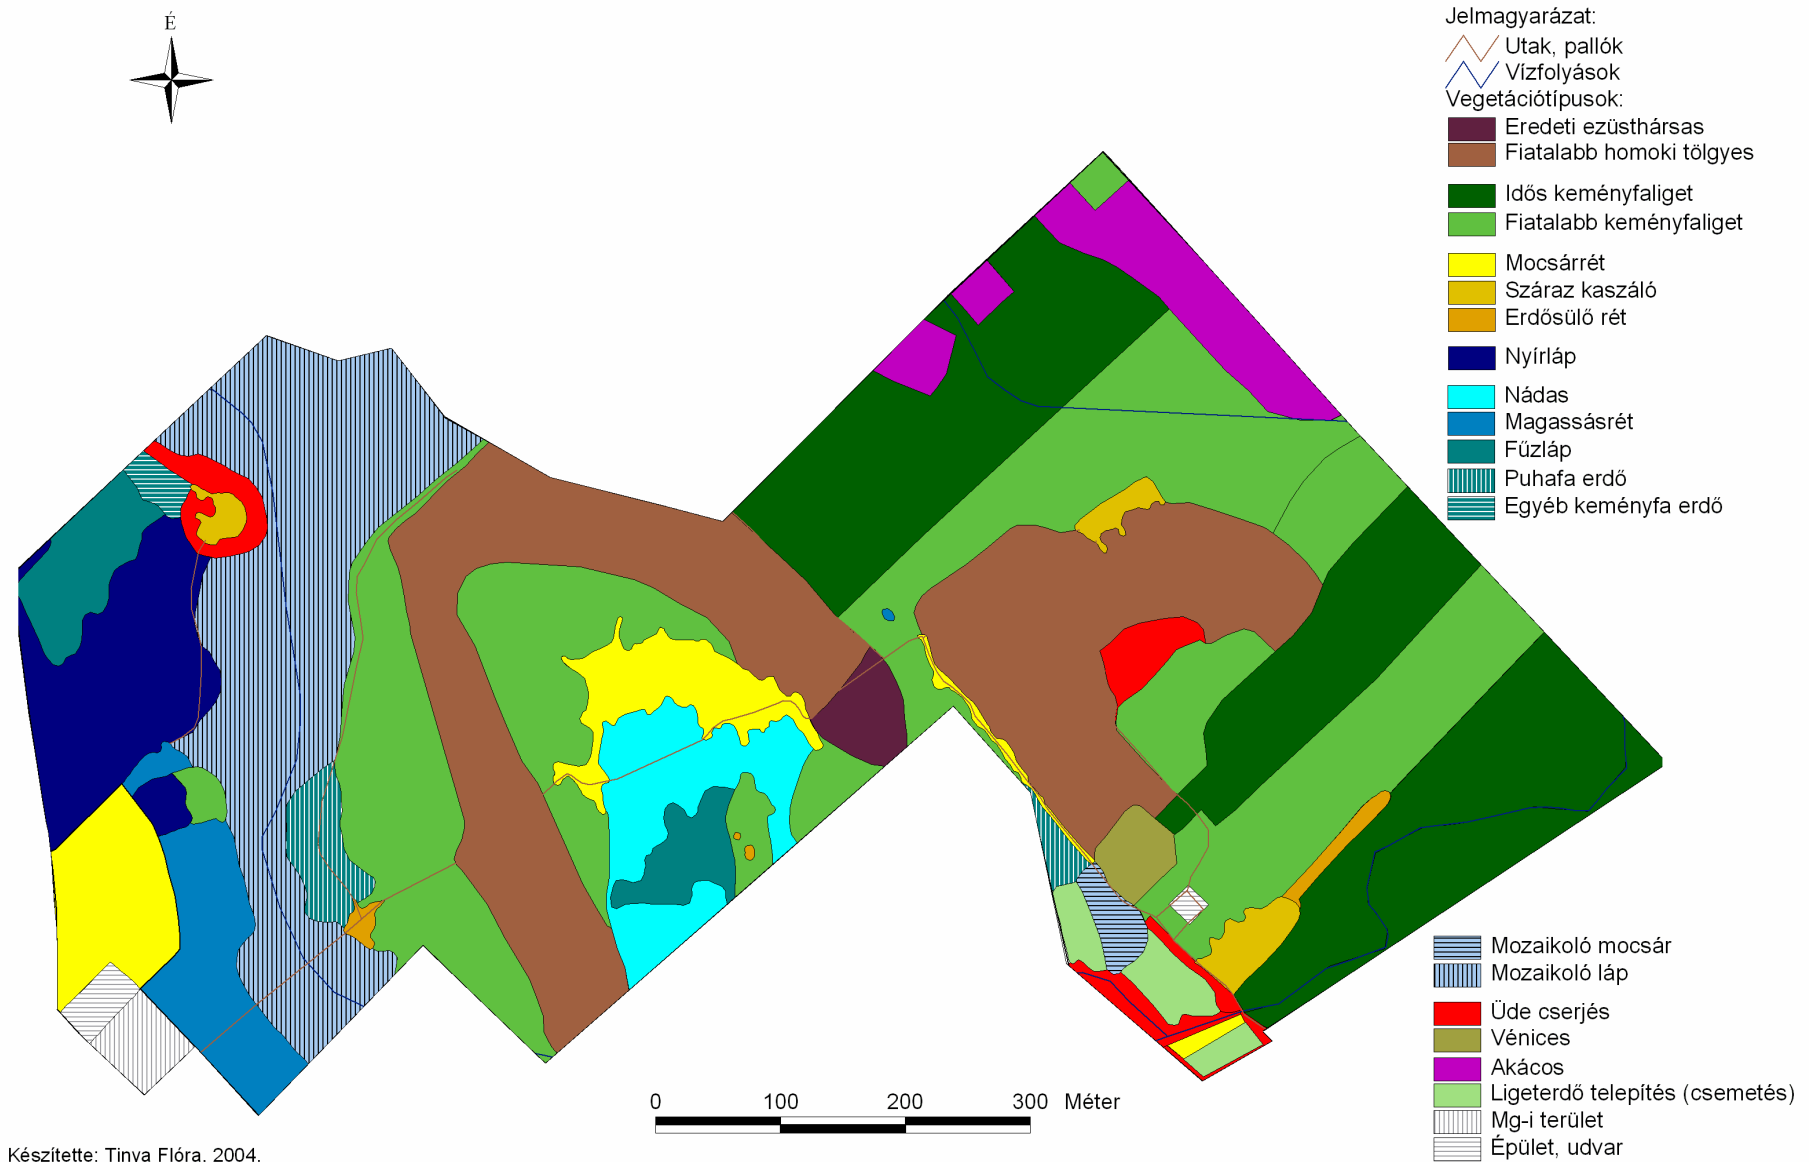 É
Jelmagyarázat:
Utak, pallók
Vízfolyások
Vegetációtípusok:
Eredeti ezüsthársas
Fiatalabb homoki tölgyes
Idős keményfaliget
Fiatalabb keményfaliget
Mocsárrét
Száraz kaszáló
Erdősülő rét
Nyírláp
Nádas
Magassásrét
Fűzláp
Puhafa erdő
Egyéb keményfa erdő
Mozaikoló mocsár
Mozaikoló láp
Üde cserjés
Vénices
Akácos
Ligeterdő telepítés (csemetés)
Mg-i terület
Épület, udvar
0 100 200 300 Méter
Készítette: Tinya Flóra. 2004.